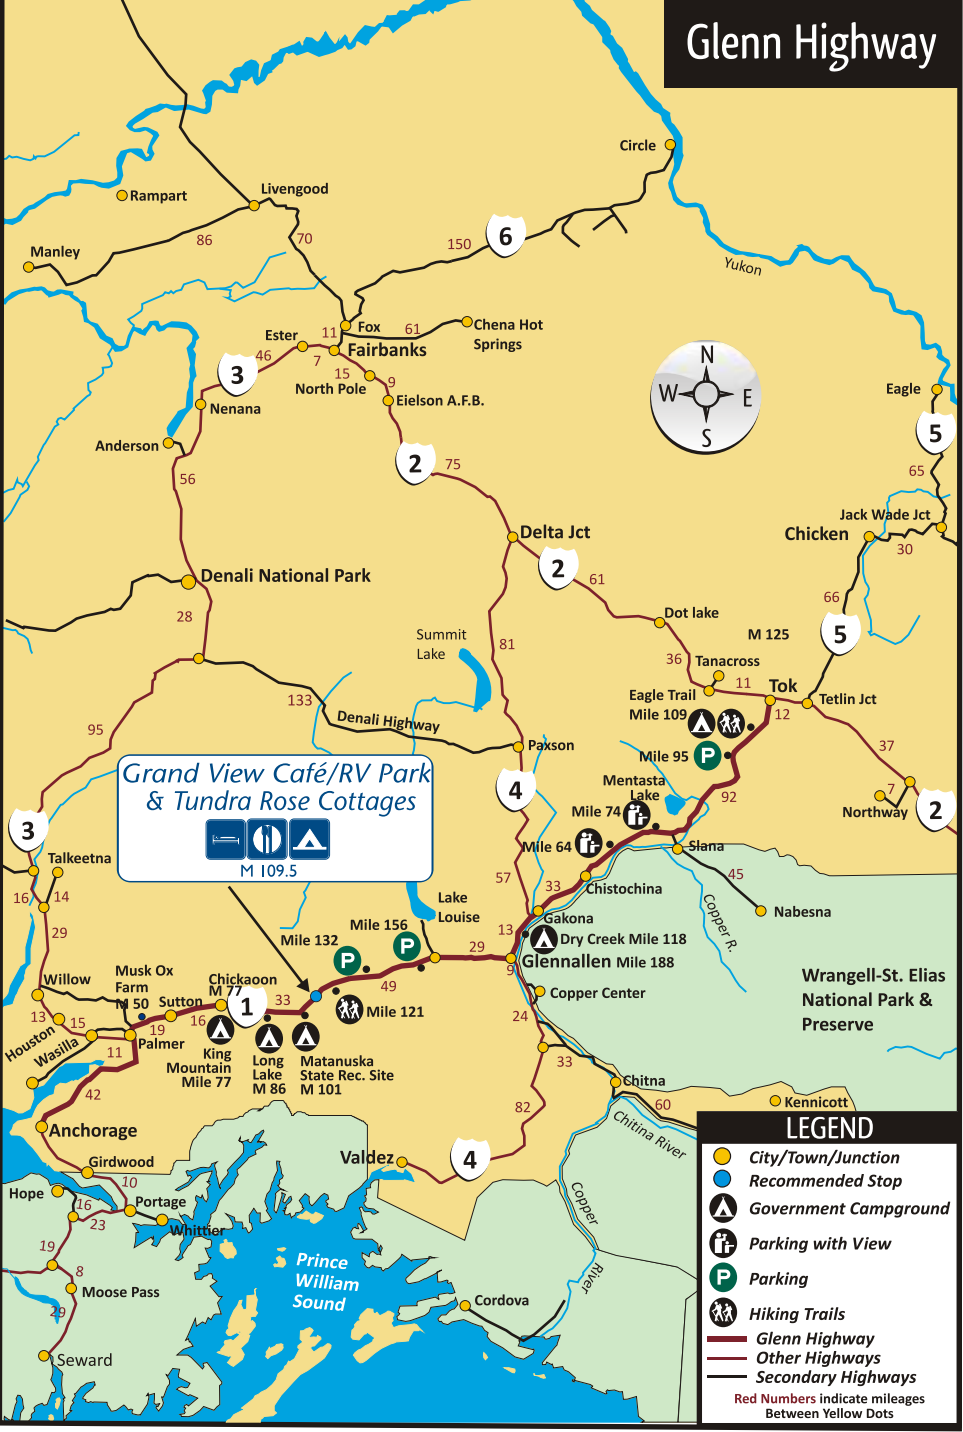 Glenn Highway
Circle
Rampart
Livengood
86
70
Manley
150
6
Yukon
Ester
11
Fox
61
Chena Hot
Springs
46
7
Fairbanks
3
15
North Pole
9
Eielson A.F.B.
Nenana
N
W
E
S
Eagle
Anderson
5
56
2
75
65
Jack Wade Jct
Delta Jct
Chicken
30
2
61
Denali National Park
66
28
Dot lake
Summit
Lake
81
M 125
5
36
Tanacross
133
Eagle Trail
11
Tok
Tetlin Jct
Mile 109
12
Denali Highway
95
Paxson
Mile 95
P
37
Grand View Café/RV Park
& Tundra Rose Cottages
M 109.5
Mentasta
Lake
92
7
4
Mile 74
Northway
2
3
Mile 64
Slana
Talkeetna
16
14
57
33
Chistochina
45
Lake
Louise
Copper R.
Nabesna
29
Mile 156
Gakona
Mile 132
P
P
13
Dry Creek Mile 118
29
Glennallen Mile 188
9
Wrangell-St. Elias
National Park &
Preserve
Willow
Musk Ox
Farm
M 50
Chickaoon
M 77
49
Copper Center
Sutton
1
33
Mile 121
13
15
19
16
24
Houston
Wasilla
Palmer
11
King
Mountain
Mile 77
Long
Lake
M 86
Matanuska
State Rec. Site
M 101
33
42
Chitna
82
60
Kennicott
Anchorage
Chitina River
Valdez
4
Girdwood
10
Hope
16
Portage
23
Whittier
Copper
River
19
8
Moose Pass
29
Prince
William
Sound
Cordova
Seward
LEGEND
City/Town/Junction
Recommended Stop
Government Campground
Parking with View
P
Parking
Hiking Trails
Glenn Highway
Other Highways
Secondary Highways
Red Numbers indicate mileages
Between Yellow Dots